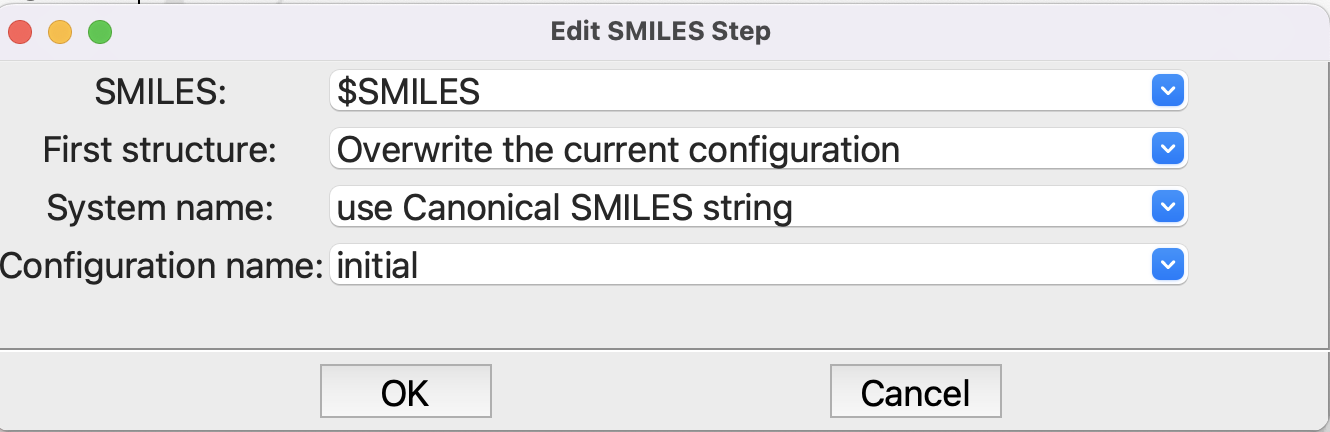 Edit SMILES Step
SMILES: $SMILES
First structure: Overwrite the current configuration
System name: use Canonical SMILES string
Configuration name: initial
OK Cancel